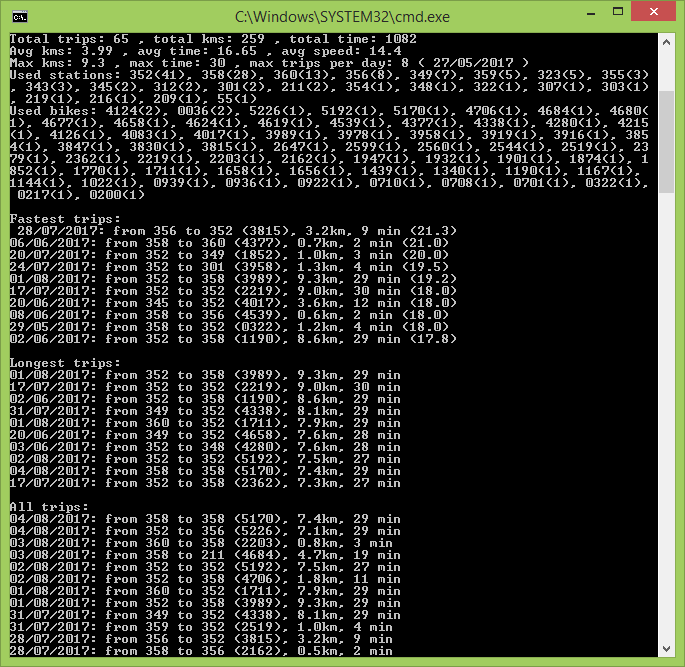 C:\Windows\SYSTEM32\cmd.exe
Total trips: 65 , total kms: 259 , total time: 1082
Avg kms: 3.99 , avg time: 16.65 , avg speed: 14.4
Max kms: 9.3 , max time: 30 , max trips per day: 8 ( 27/05/2017 )
Used stations: 352(41), 358(28), 360(13), 356(8), 349(7), 359(5), 323(5), 355(3)
, 343(3), 345(2), 312(2), 301(2), 211(2), 354(1), 348(1), 322(1), 307(1), 303(1)
, 219(1), 216(1), 209(1), 55(1)
Used bikes: 4124(2), 0036(2), 5226(1), 5192(1), 5170(1), 4706(1), 4684(1), 4680(
1), 4677(1), 4658(1), 4624(1), 4619(1), 4539(1), 4377(1), 4338(1), 4280(1), 4215
(1), 4126(1), 4083(1), 4017(1), 3989(1), 3978(1), 3958(1), 3919(1), 3916(1), 385
4(1), 3847(1), 3830(1), 3815(1), 2647(1), 2599(1), 2560(1), 2544(1), 2519(1), 23
79(1), 2362(1), 2219(1), 2203(1), 2162(1), 1947(1), 1932(1), 1901(1), 1874(1), 1
852(1), 1770(1), 1711(1), 1658(1), 1656(1), 1439(1), 1340(1), 1190(1), 1167(1),
1144(1), 1022(1), 0939(1), 0936(1), 0922(1), 0710(1), 0708(1), 0701(1), 0322(1),
0217(1), 0200(1)
Fastest trips:
28/07/2017: from 356 to 352 (3815), 3.2km, 9 min (21.3)
06/06/2017: from 358 to 360 (4377), 0.7km, 2 min (21.0)
20/07/2017: from 352 to 349 (1852), 1.0km, 3 min (20.0)
24/07/2017: from 352 to 301 (3958), 1.3km, 4 min (19.5)
01/08/2017: from 352 to 358 (3989), 9.3km, 29 min (19.2)
17/07/2017: from 352 to 352 (2219), 9.0km, 30 min (18.0)
20/06/2017: from 345 to 352 (4017), 3.6km, 12 min (18.0)
08/06/2017: from 358 to 356 (4539), 0.6km, 2 min (18.0)
29/05/2017: from 352 to 358 (0322), 1.2km, 4 min (18.0)
02/06/2017: from 352 to 358 (1190), 8.6km, 29 min (17.8)
Longest trips:
01/08/2017: from 352 to 358 (3989), 9.3km, 29 min
17/07/2017: from 352 to 352 (2219), 9.0km, 30 min
02/06/2017: from 352 to 358 (1190), 8.6km, 29 min
31/07/2017: from 349 to 352 (4338), 8.1km, 29 min
01/08/2017: from 360 to 352 (1711), 7.9km, 29 min
20/06/2017: from 349 to 352 (4658), 7.6km, 28 min
03/06/2017: from 352 to 348 (4280), 7.6km, 28 min
02/08/2017: from 352 to 352 (5192), 7.5km, 27 min
04/08/2017: from 358 to 358 (5170), 7.4km, 29 min
17/07/2017: from 352 to 352 (2362), 7.3km, 27 min
All trips:
04/08/2017: from 358 to 358 (5170), 7.4km, 29 min
04/08/2017: from 352 to 356 (5226), 7.1km, 29 min
03/08/2017: from 360 to 358 (2203), 0.8km, 3 min
03/08/2017: from 358 to 211 (4684), 4.7km, 19 min
02/08/2017: from 352 to 352 (5192), 7.5km, 27 min
02/08/2017: from 352 to 358 (4706), 1.8km, 11 min
01/08/2017: from 360 to 352 (1711), 7.9km, 29 min
01/08/2017: from 352 to 358 (3989), 9.3km, 29 min
31/07/2017: from 349 to 352 (4338), 8.1km, 29 min
31/07/2017: from 359 to 352 (2519), 1.0km, 4 min
28/07/2017: from 356 to 352 (3815), 3.2km, 9 min
28/07/2017: from 358 to 356 (2162), 0.5km, 2 min